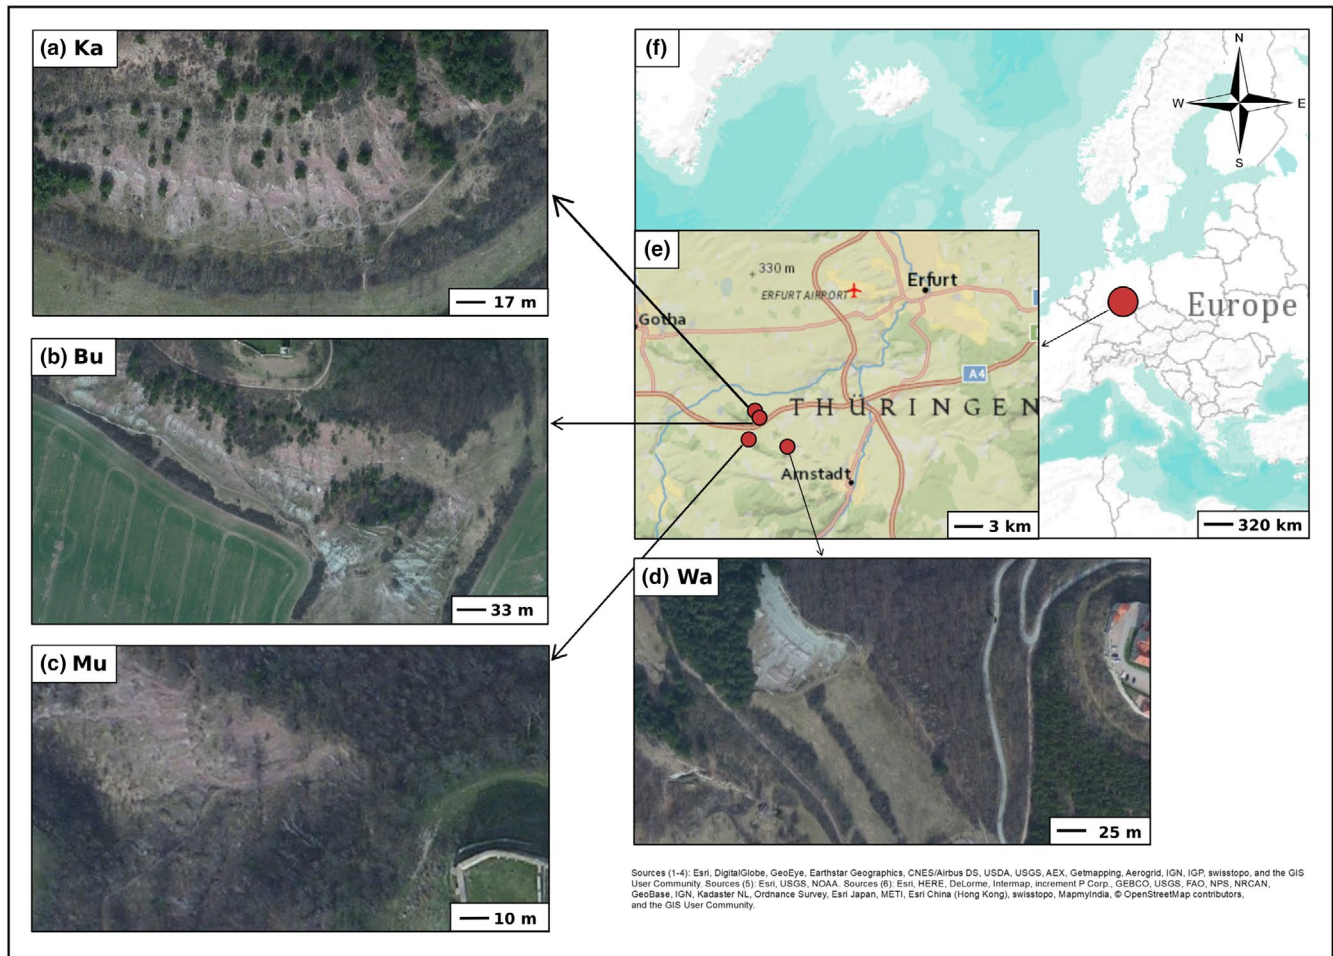 (a) Ka
17 m
(b) Bu
33 m
(c) Mu
10 m
(f)
N
W
E
S
Europe
320 km
(e)
330 m
ERFURT AIRPORT
Erfurt
Gotha
A4
THÜRINGEN
Arnstadt
3 km
(d) Wa
25 m
Sources (1-4): Esri, DigitalGlobe, GeoEye, Earthstar Geographics, CNES/Airbus DS, USDA, USGS, AEX, Getmapping, Aerogrid, IGN, IGP, swisstopo, and the GIS
User Community. Sources (5): Esri, USGS, NOAA. Sources (6): Esri, HERE, DeLorme, Intermap, increment P Corp., GEBCO, USGS, FAO, NPS, NRCAN,
GeoBase, IGN, Kadaster NL, Ordnance Survey, Esri Japan, METI, Esri China (Hong Kong), swisstopo, MapmyIndia, © OpenStreetMap contributors,
and the GIS User Community.